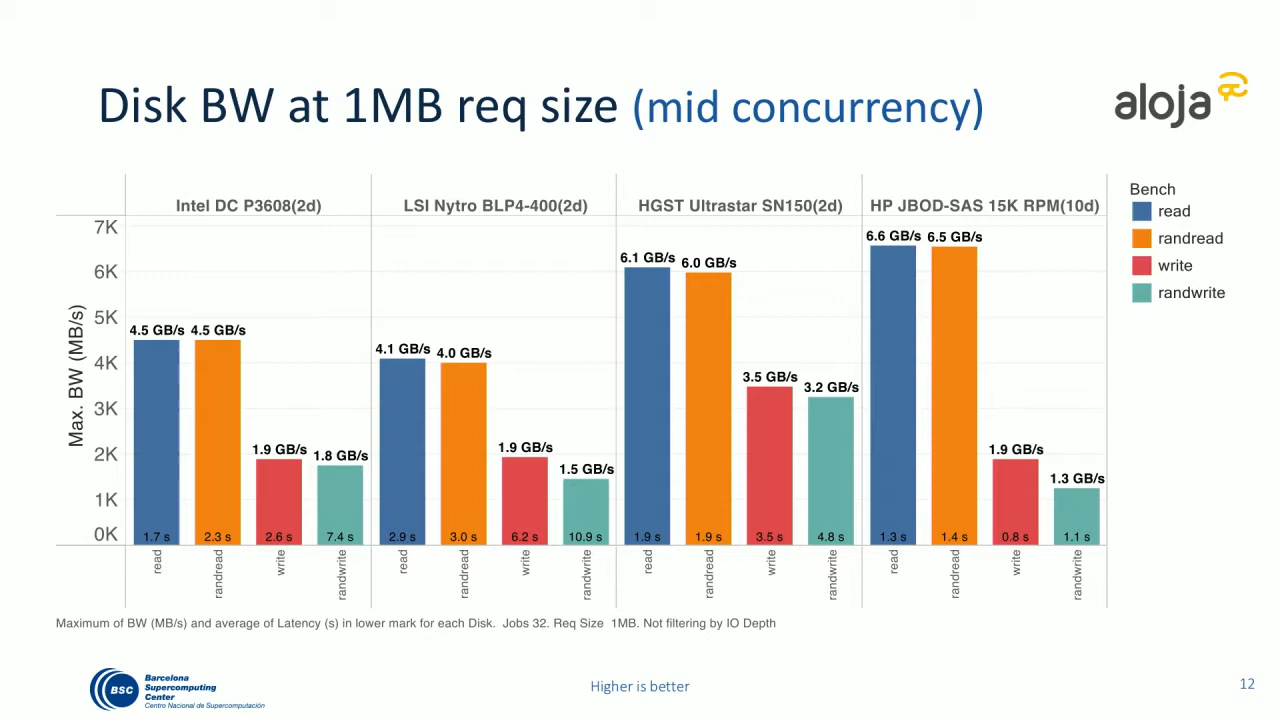 Disk BW at 1MB req size (mid concurrency)
aloja
Intel DC P3608(2d)
LSI Nytro BLP4-400(2d)
HGST Ultrastar SN150(2d)
HP JBOD-SAS 15K RPM(10d)
Bench
read
randread
write
randwrite
Max. BW (MB/s)
7K
6K
5K
4K
3K
2K
1K
0K
4.5 GB/s
4.5 GB/s
1.9 GB/s
1.8 GB/s
4.1 GB/s
4.0 GB/s
1.9 GB/s
1.5 GB/s
6.1 GB/s
6.0 GB/s
3.5 GB/s
3.2 GB/s
6.6 GB/s
6.5 GB/s
1.9 GB/s
1.3 GB/s
1.7 s
2.3 s
2.6 s
7.4 s
2.9 s
3.0 s
6.2 s
10.9 s
1.9 s
1.9 s
3.5 s
4.8 s
1.3 s
1.4 s
0.8 s
1.1 s
read
randread
write
randwrite
read
randread
write
randwrite
read
randread
write
randwrite
read
randread
write
randwrite
Maximum of BW (MB/s) and average of Latency (s) in lower mark for each Disk. Jobs 32. Req Size 1MB. Not filtering by IO Depth
BSC
Barcelona
Supercomputing
Center
Centro Nacional de Supercomputación
Higher is better
12